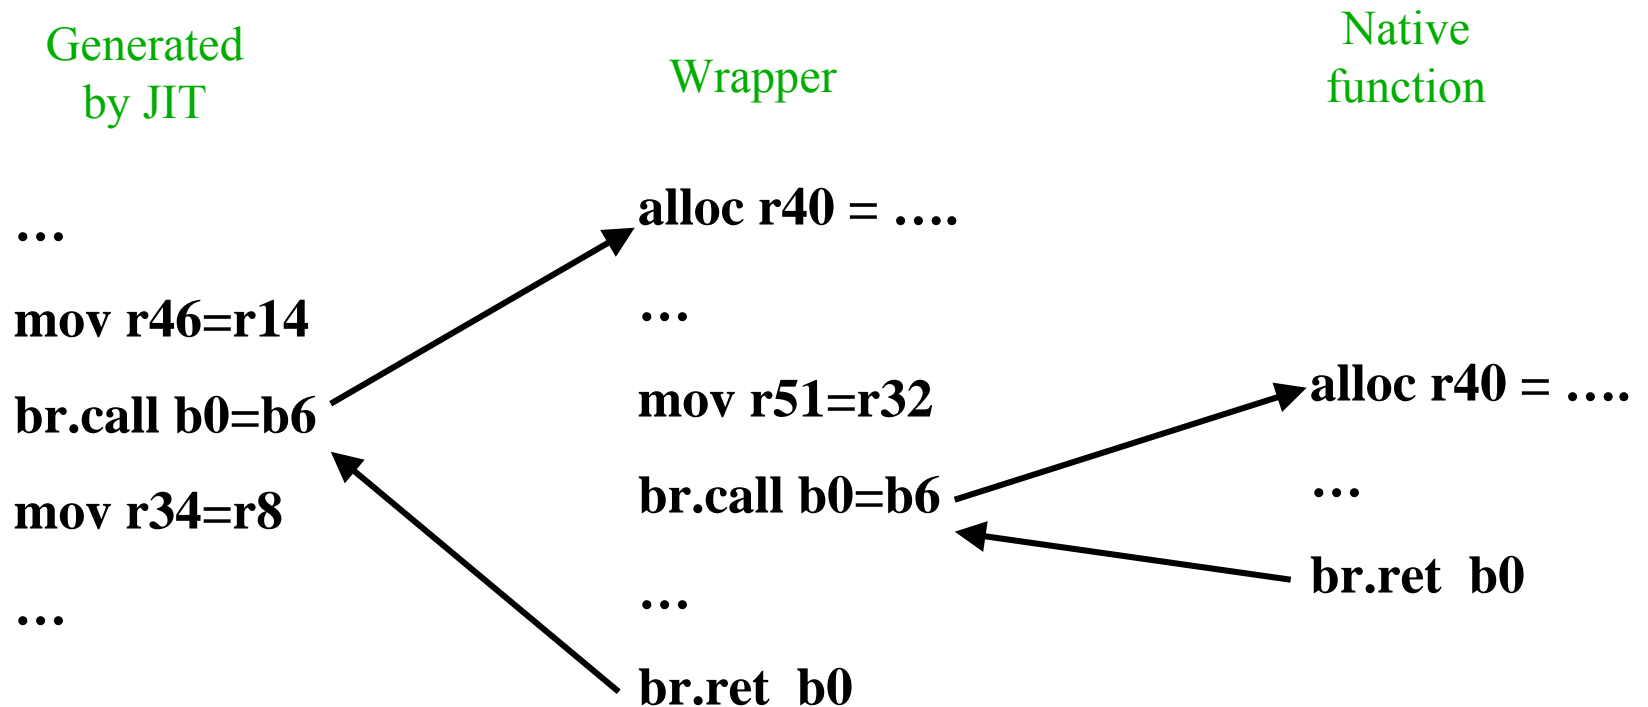 Generated
by JIT
…
mov r46=r14
br.call b0=b6
mov r34=r8
…
Wrapper
alloc r40 = ….
…
mov r51=r32
br.call b0=b6
…
br.ret  b0
Native
function
alloc r40 = ….
…
br.ret  b0